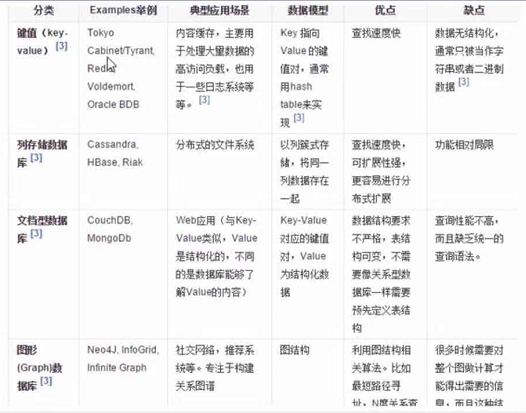 分类 Examples举例 典型应用场景 数据模型 优点 缺点
键值（key-value）[3]
Tokyo
Cabinet/Tyrant,
Redis,
Voldemort,
Oracle BDB
内容缓存，主要用
于处理大量数据的
高访问负载，也用
于一些日志系统等
等。[3]
Key 指向
Value 的键
值对，通常
用hash
table来实
现 [3]
查找速度快
数据无结构化，
通常只被当作字
符串或者二进制
数据 [3]
列存储数据
库 [3]
Cassandra,
HBase, Riak
分布式的文件系统
以列簇式存
储，将同一
列数据存在
一起
查找速度快，
可扩展性强，
更容易进行分
布式扩展
功能相对局限
文档型数据
库 [3]
CouchDB,
MongoDb
Web应用（与Key-
Value类似，Value
是结构化的，不同
的是数据库能够了
解Value的内容）
Key-Value
对应的键值
对，Value
为结构化数
据
数据结构要求
不严格，表结
构可变，不需
要像关系型数
据库一样需要
预先定义表结
构
查询性能不高，
而且缺乏统一的
查询语法。
图形
(Graph)数
据库 [3]
Neo4J, InfoGrid,
Infinite Graph
社交网络，推荐系
统等。专注于构建
关系图谱
图结构
利用图结构相
关算法。比如
最短路径寻
址，N度关系查
很多时候需要对
整个图做计算才
能得出需要的信
息，而且这种结